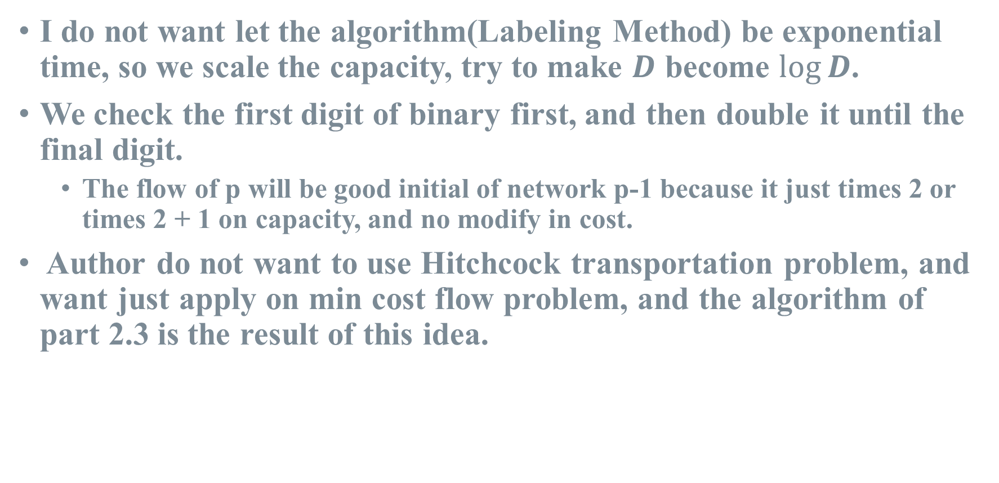 • I do not want let the algorithm(Labeling Method) be exponential
time, so we scale the capacity, try to make D become log D.
• We check the first digit of binary first, and then double it until the
final digit.
• The flow of p will be good initial of network p-1 because it just times 2 or
times 2 + 1 on capacity, and no modify in cost.
• Author do not want to use Hitchcock transportation problem, and
want just apply on min cost flow problem, and the algorithm of
part 2.3 is the result of this idea.